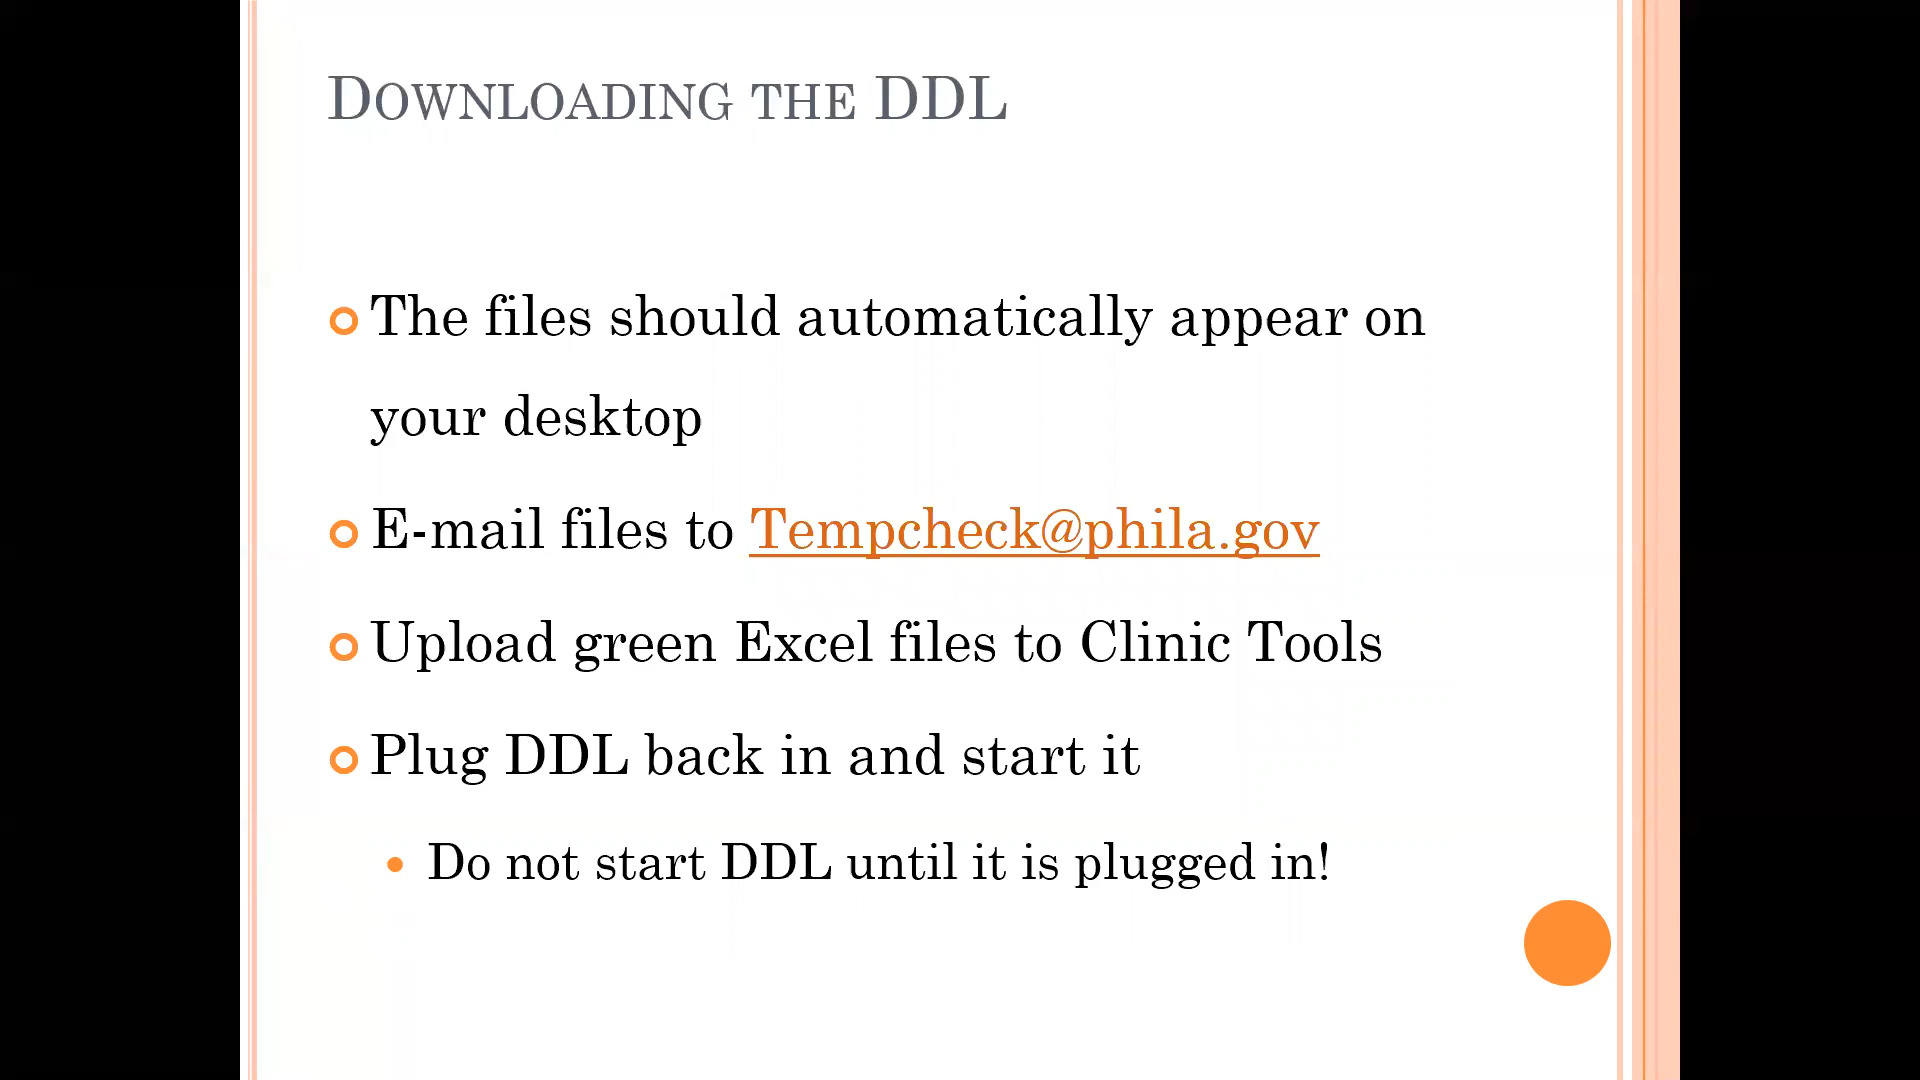 Downloading the DDL
The files should automatically appear on
your desktop
E-mail files to Tempcheck@phila.gov
Upload green Excel files to Clinic Tools
Plug DDL back in and start it
Do not start DDL until it is plugged in!